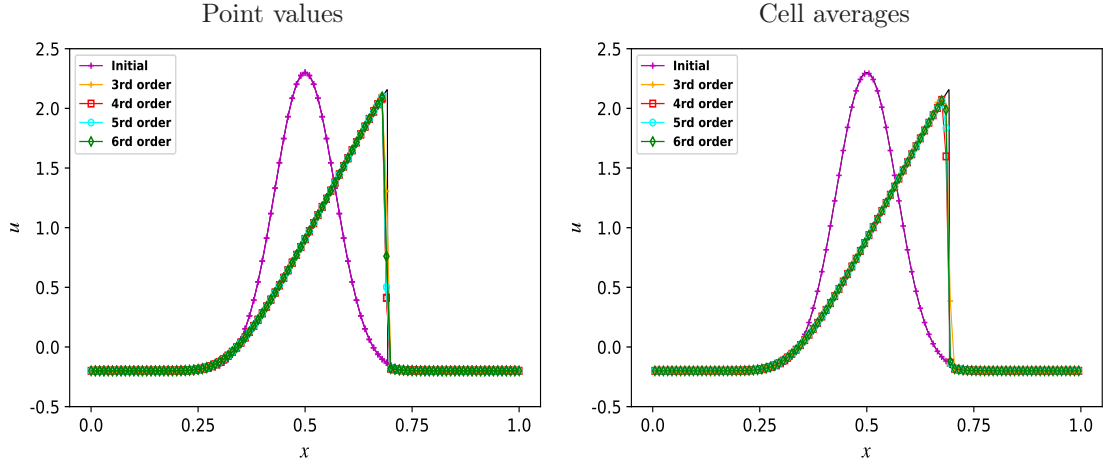 Point values
Cell averages
2.5
2.0
1.5
1.0
0.5
0.0
-0.5
u
Initial
3rd order
4rd order
5rd order
6rd order
0.0
0.25
0.5
0.75
1.0
x
2.5
2.0
1.5
1.0
0.5
0.0
-0.5
u
Initial
3rd order
4rd order
5rd order
6rd order
0.0
0.25
0.5
0.75
1.0
x